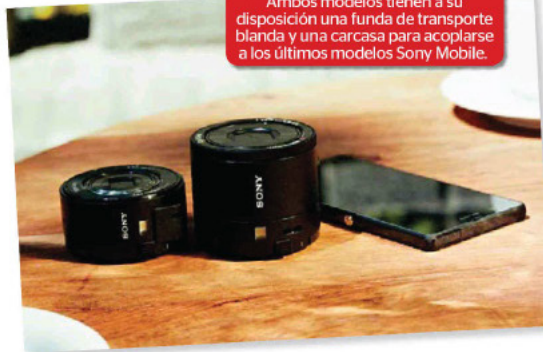 Ambos modelos tienen a su
disposición una funda de transporte
blanda y una carcasa para acoplarse
a los últimos modelos Sony Mobile.
SONY
SONY